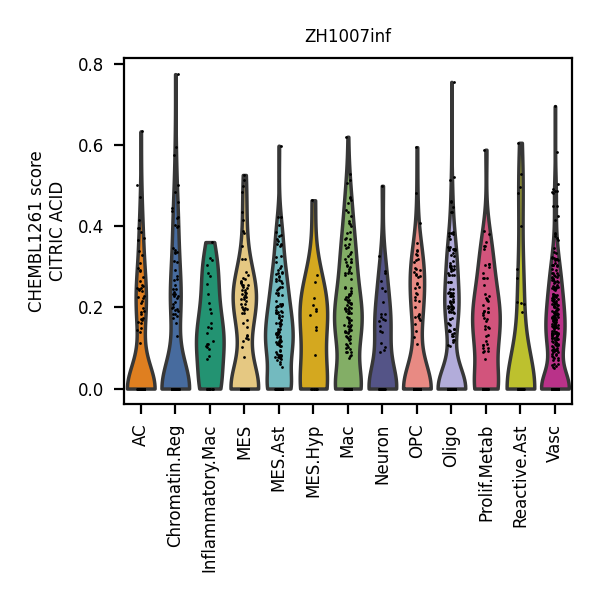 ZH1007inf
CHEMBL1261 score
CITRIC ACID
0.8
0.6
0.4
0.2
0.0
AC
Chromatin.Reg
Inflammatory.Mac
MES
MES.Ast
MES.Hyp
Mac
Neuron
OPC
Oligo
Prolif.Metab
Reactive.Ast
Vasc